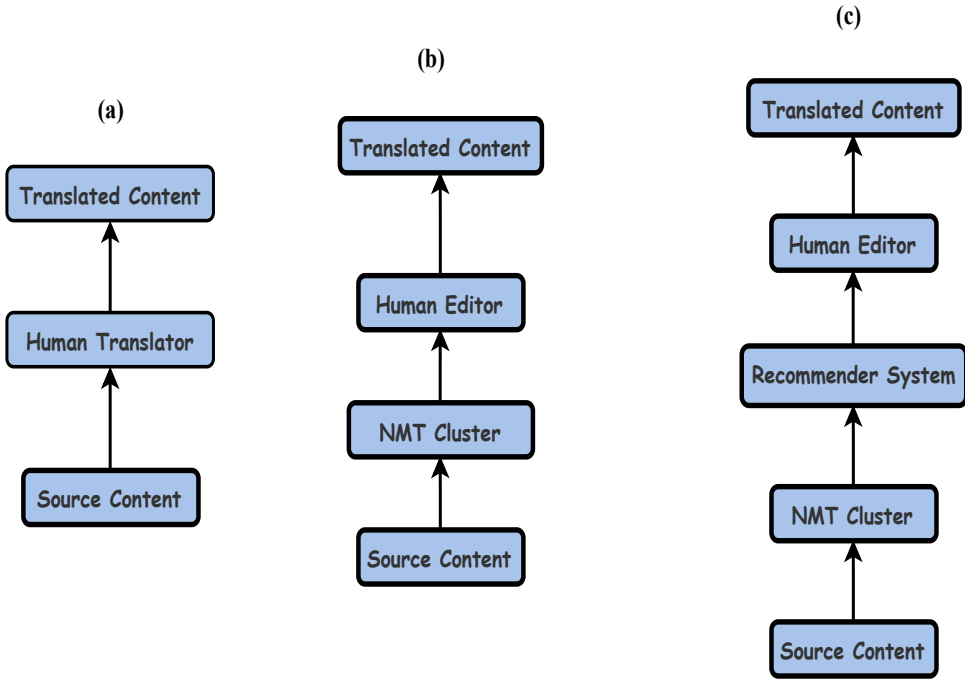 (a)
Translated Content
Human Translator
Source Content
(b)
Translated Content
Human Editor
NMT Cluster
Source Content
(c)
Translated Content
Human Editor
Recommender System
NMT Cluster
Source Content